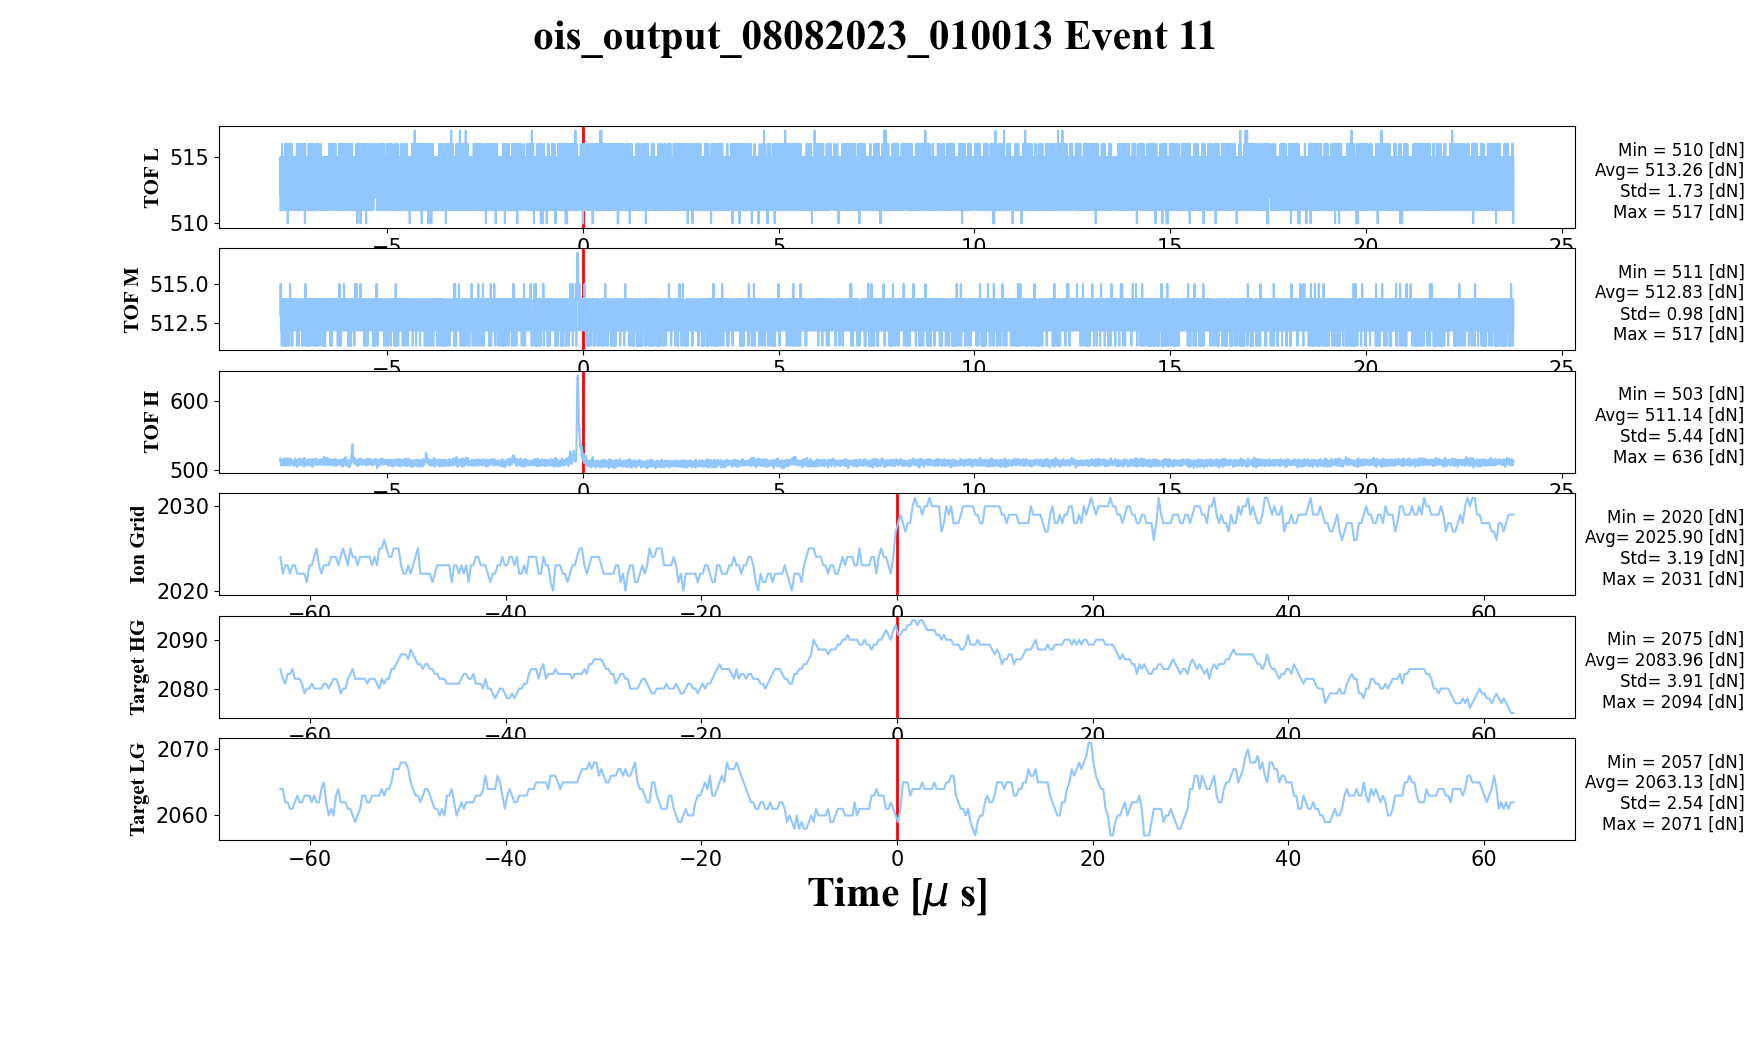 ois_output_08082023_010013 Event 11
TOF L
515
510
−5
0
5
10
15
20
25
Min = 510 [dN]
Avg= 513.26 [dN]
Std= 1.73 [dN]
Max = 517 [dN]
TOF M
515.0
512.5
−5
0
5
10
15
20
25
Min = 511 [dN]
Avg= 512.83 [dN]
Std= 0.98 [dN]
Max = 517 [dN]
TOF H
600
500
−5
0
5
10
15
20
25
Min = 503 [dN]
Avg= 511.14 [dN]
Std= 5.44 [dN]
Max = 636 [dN]
Ion Grid
2030
2020
−60
−40
−20
0
20
40
60
Min = 2020 [dN]
Avg= 2025.90 [dN]
Std= 3.19 [dN]
Max = 2031 [dN]
Target HG
2090
2080
−60
−40
−20
0
20
40
60
Min = 2075 [dN]
Avg= 2083.96 [dN]
Std= 3.91 [dN]
Max = 2094 [dN]
Target LG
2070
2060
−60
−40
−20
0
20
40
60
Min = 2057 [dN]
Avg= 2063.13 [dN]
Std= 2.54 [dN]
Max = 2071 [dN]
Time [μ s]